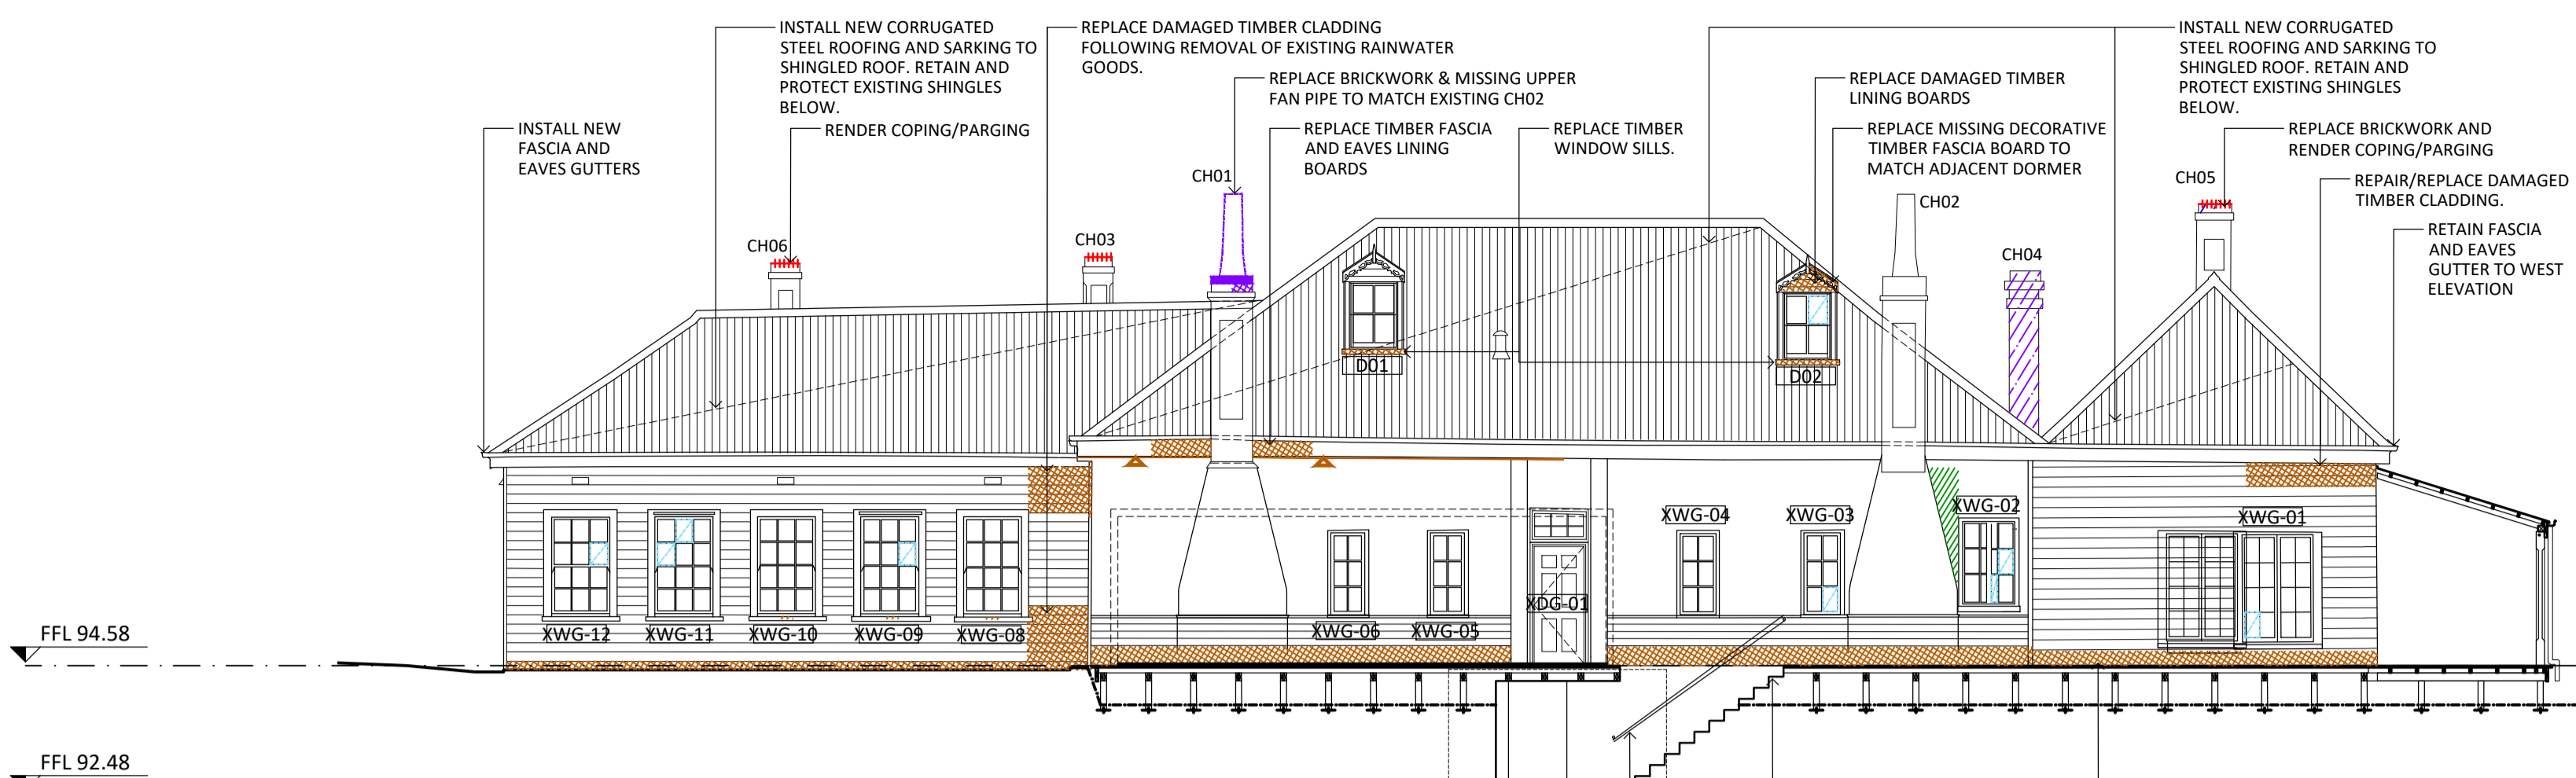 INSTALL NEW CORRUGATED
STEEL ROOFING AND SARKING TO
SHINGLED ROOF. RETAIN AND
PROTECT EXISTING SHINGLES
BELOW.
REPLACE DAMAGED TIMBER CLADDING
FOLLOWING REMOVAL OF EXISTING RAINWATER
GOODS.
INSTALL NEW CORRUGATED
STEEL ROOFING AND SARKING TO
SHINGLED ROOF. RETAIN AND
PROTECT EXISTING SHINGLES
BELOW.
REPLACE BRICKWORK & MISSING UPPER
FAN PIPE TO MATCH EXISTING CH02
REPLACE DAMAGED TIMBER
LINING BOARDS
INSTALL NEW
FASCIA AND
EAVES GUTTERS
RENDER COPING/PARGING
REPLACE TIMBER FASCIA
AND EAVES LINING
BOARDS
REPLACE TIMBER
WINDOW SILLS.
REPLACE MISSING DECORATIVE
TIMBER FASCIA BOARD TO
MATCH ADJACENT DORMER
REPLACE BRICKWORK AND
RENDER COPING/PARGING
REPAIR/REPLACE DAMAGED
TIMBER CLADDING.
RETAIN FASCIA
AND EAVES
GUTTER TO WEST
ELEVATION
CH06
CH03
CH01
CH02
CH04
CH05
D01
D02
XWG-12
XWG-11
XWG-10
XWG-09
XWG-08
XWG-06
XWG-05
XDG-01
XWG-04
XWG-03
XWG-02
XWG-01
FFL 94.58
FFL 92.48